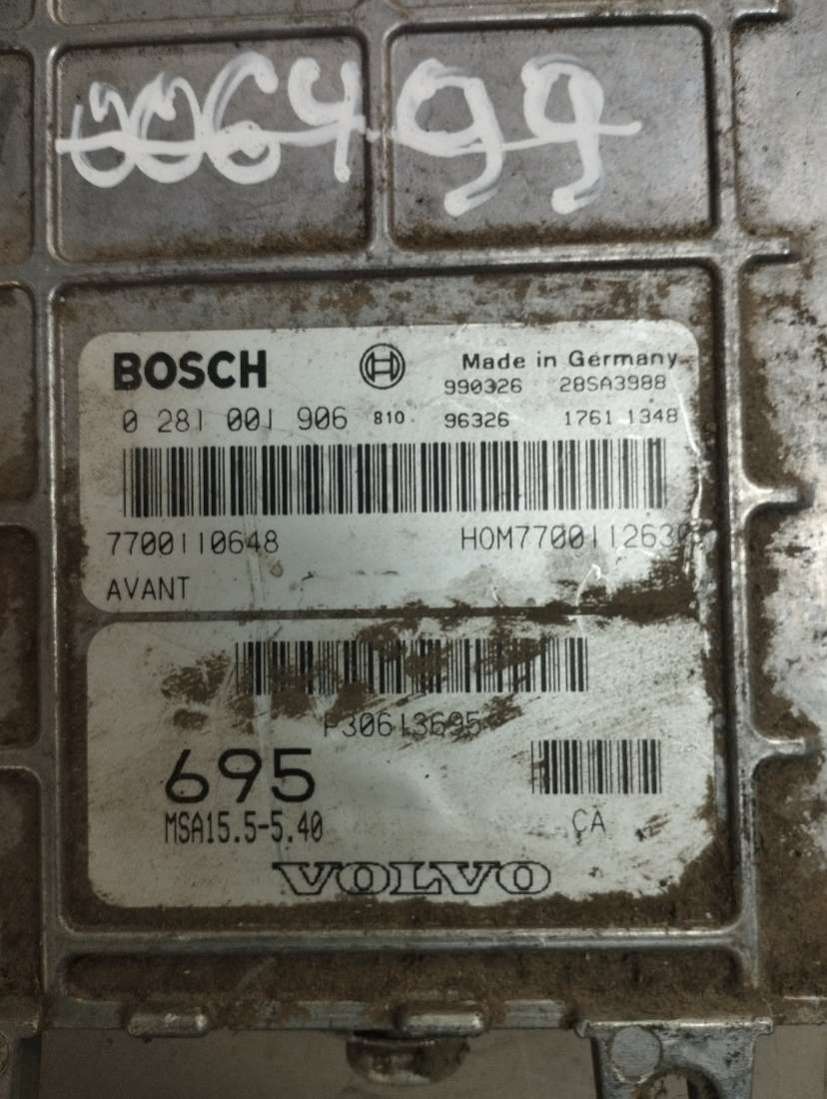 006499
BOSCH Made in Germany
990326 28SA3988
0 281 001 906 810 96326 1761 1348
7700110648 HOM770011263
AVANT
P30613695
695
MSA15.5-5.40 CA
VOLVO